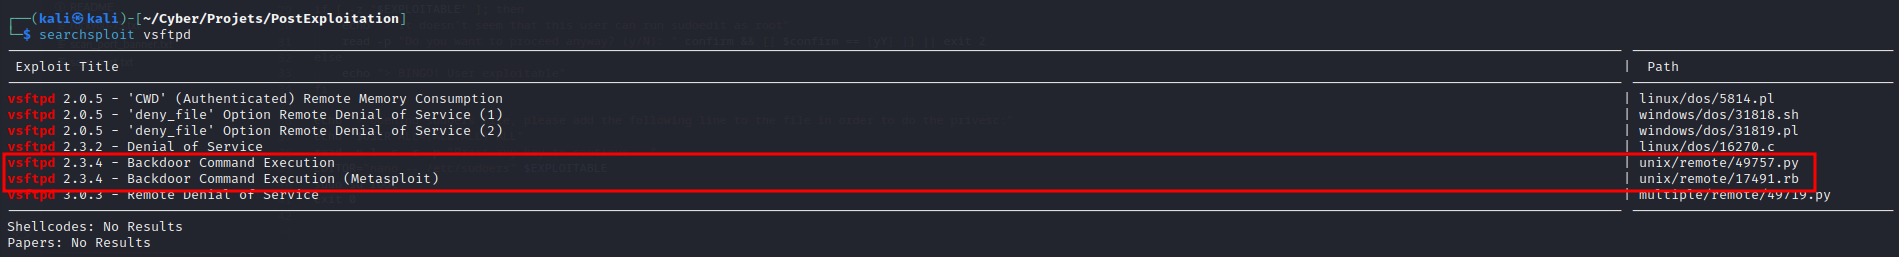 ┌──(kali㉿kali)-[~/Cyber/Projets/PostExploitation]
└─$ searchsploit vsftpd
Exploit Title | Path
vsftpd 2.0.5 - 'CWD' (Authenticated) Remote Memory Consumption | linux/dos/5814.pl
vsftpd 2.0.5 - 'deny_file' Option Remote Denial of Service (1) | windows/dos/31818.sh
vsftpd 2.0.5 - 'deny_file' Option Remote Denial of Service (2) | windows/dos/31819.pl
vsftpd 2.3.2 - Denial of Service | linux/dos/16270.c
vsftpd 2.3.4 - Backdoor Command Execution | unix/remote/49757.py
vsftpd 2.3.4 - Backdoor Command Execution (Metasploit) | unix/remote/17491.rb
vsftpd 3.0.3 - Remote Denial of Service | multiple/remote/49719.py
Shellcodes: No Results
Papers: No Results